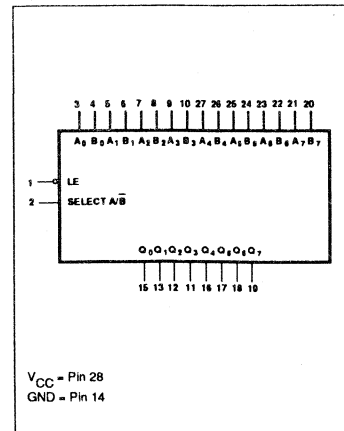 3 4 5 6 7 8 9 10 27 26 25 24 23 22 21 20
A0 B0 A1 B1 A2 B2 A3 B3 A4 B4 A5 B5 A6 B6 A7 B7
1 LE
2 SELECT A/B̅
Q0 Q1 Q2 Q3 Q4 Q5 Q6 Q7
15 13 12 11 16 17 18 19
VCC = Pin 28
GND = Pin 14